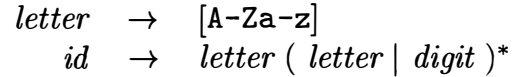 letter → [A-Za-z]
id → letter ( letter | digit )*